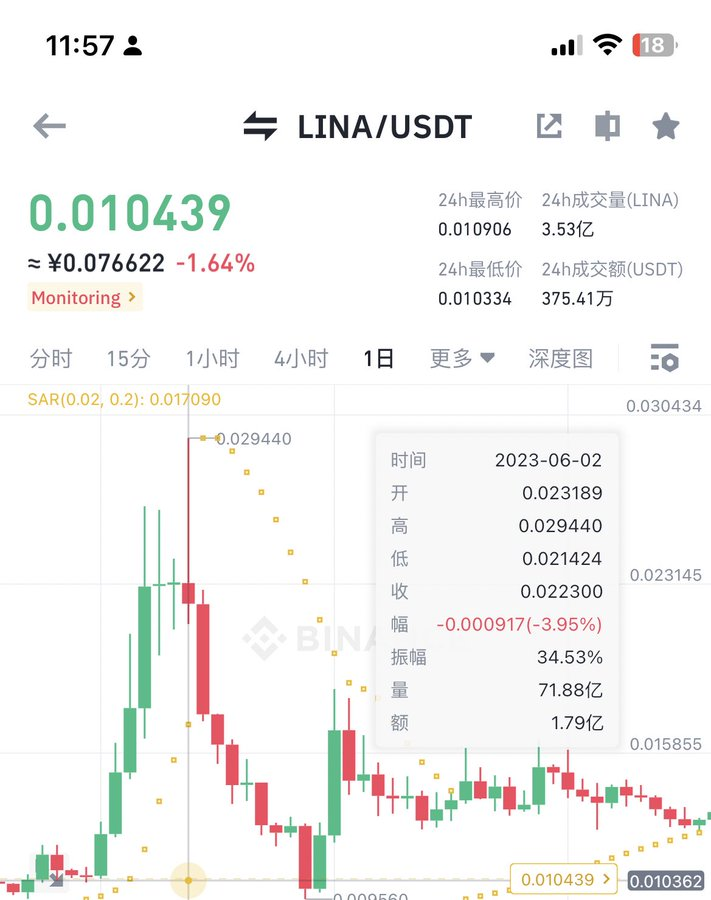 11:57
18
LINA/USDT
0.010439
≈ ¥0.076622 -1.64%
Monitoring >
24h最高价 24h成交量(LINA)
0.010906 3.53亿
24h最低价 24h成交额(USDT)
0.010334 375.41万
分时 15分 1小时 4小时 1日 更多 深度图
SAR(0.02, 0.2): 0.017090
0.030434
0.029440
时间 2023-06-02
开 0.023189
高 0.029440
低 0.021424
收 0.022300
幅 -0.000917(-3.95%)
振幅 34.53%
量 71.88亿
额 1.79亿
0.023145
0.015855
0.010439 >
0.010362
0.009560